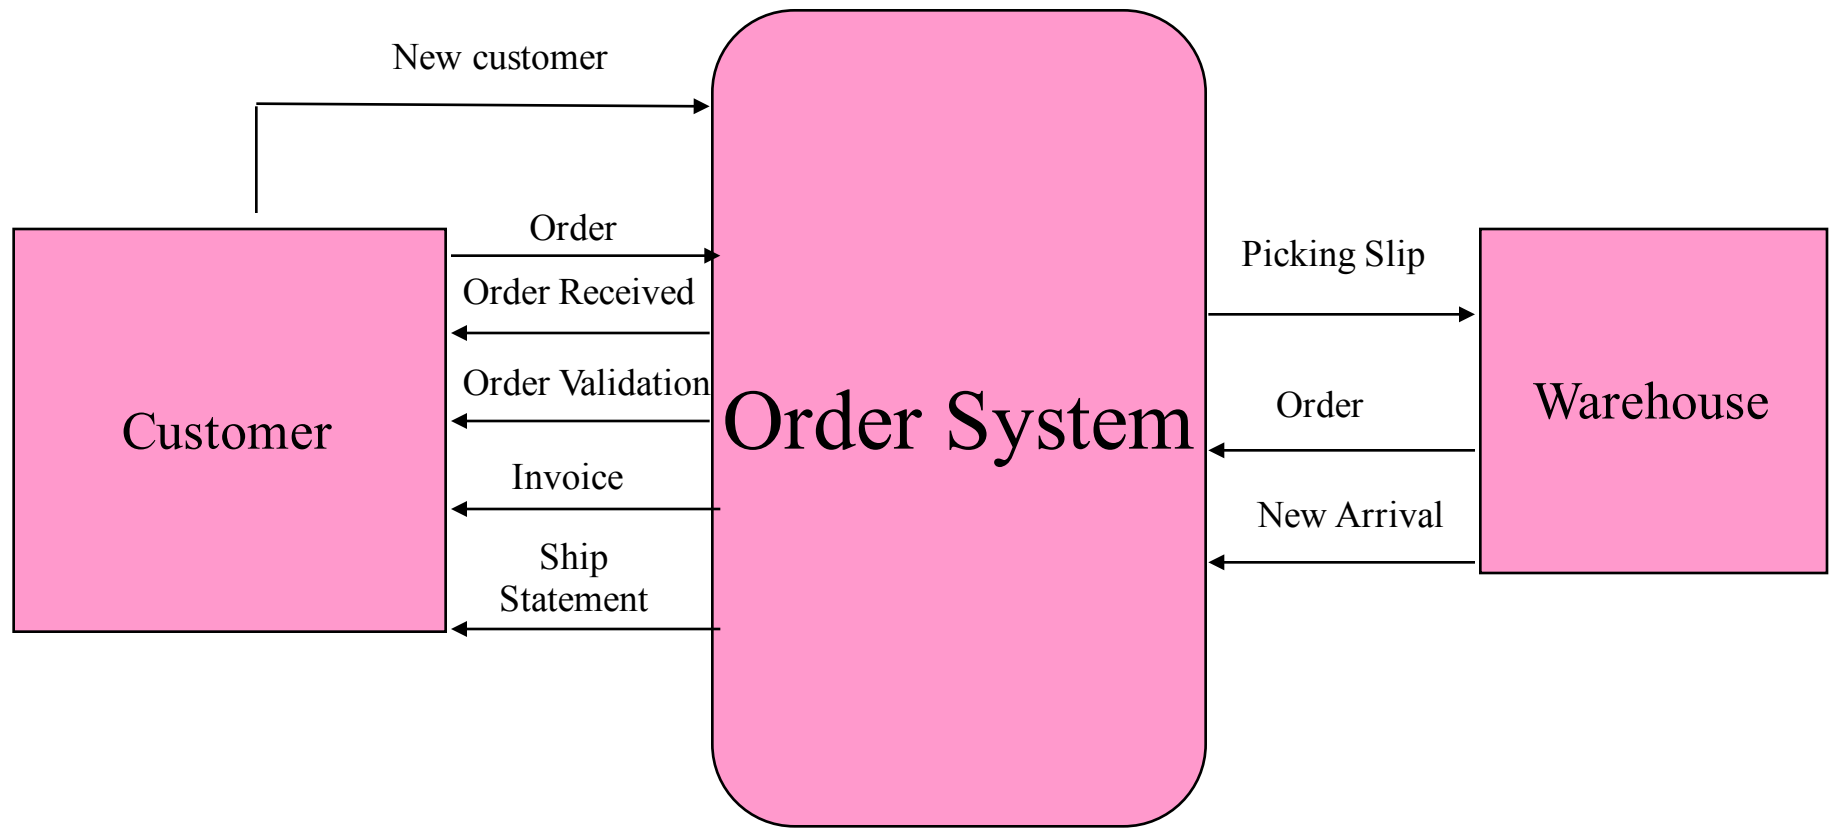 New customer
Order
Order Received
Order Validation
Invoice
Ship
Statement
Customer
Order System
Picking Slip
Order
New Arrival
Warehouse